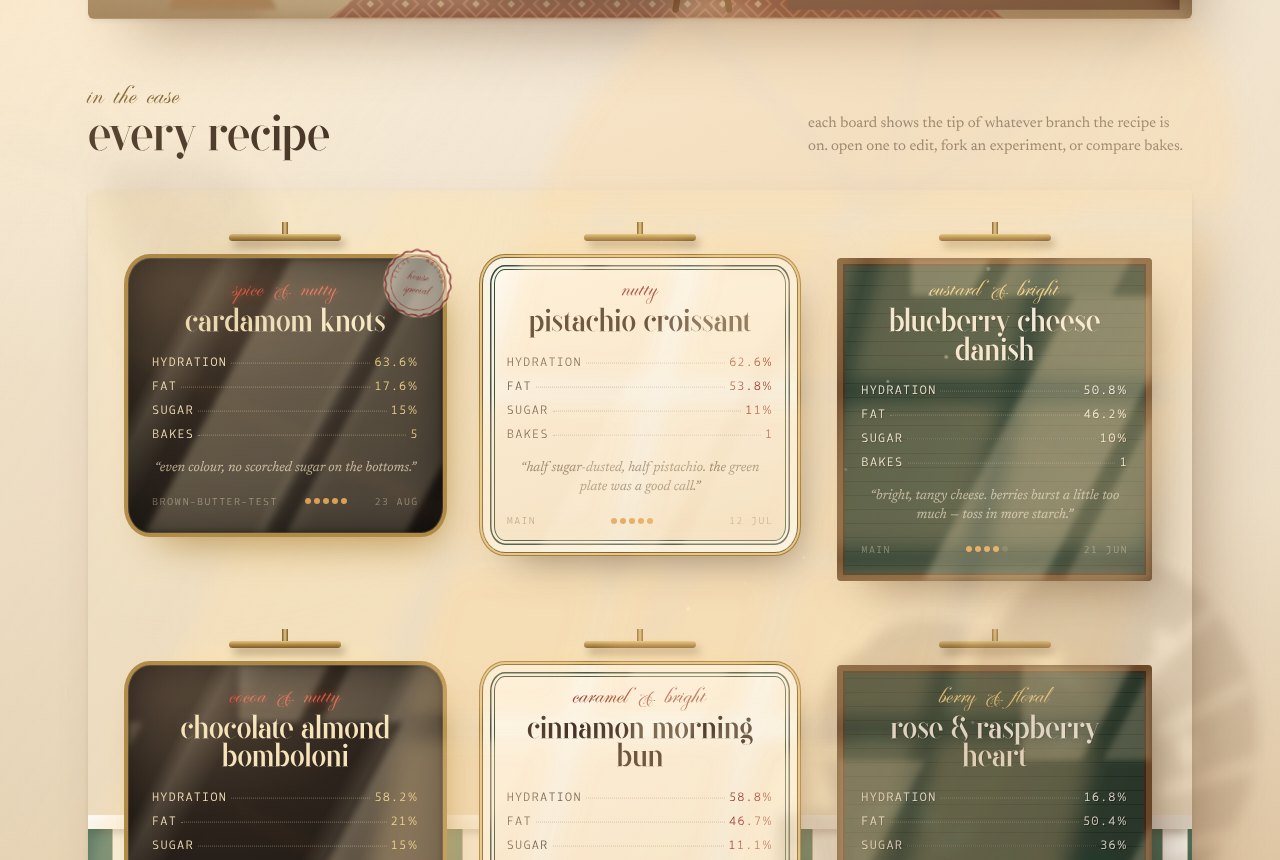 in the case
every recipe
each board shows the tip of whatever branch the recipe is
on. open one to edit, fork an experiment, or compare bakes.
house
special
spice & nutty
cardamom knots
HYDRATION 63.6%
FAT 17.6%
SUGAR 15%
BAKES 5
“even colour, no scorched sugar on the bottoms.”
BROWN-BUTTER-TEST 23 AUG
nutty
pistachio croissant
HYDRATION 62.6%
FAT 53.8%
SUGAR 11%
BAKES 1
“half sugar-dusted, half pistachio. the green
plate was a good call.”
MAIN 12 JUL
custard & bright
blueberry cheese
danish
HYDRATION 50.8%
FAT 46.2%
SUGAR 10%
BAKES 1
“bright, tangy cheese. berries burst a little too
much – toss in more starch.”
MAIN 21 JUN
cocoa & nutty
chocolate almond
bomboloni
HYDRATION 58.2%
FAT 21%
SUGAR 15%
caramel & bright
cinnamon morning
bun
HYDRATION 58.8%
FAT 46.7%
SUGAR 11.1%
berry & floral
rose & raspberry
heart
HYDRATION 16.8%
FAT 50.4%
SUGAR 36%